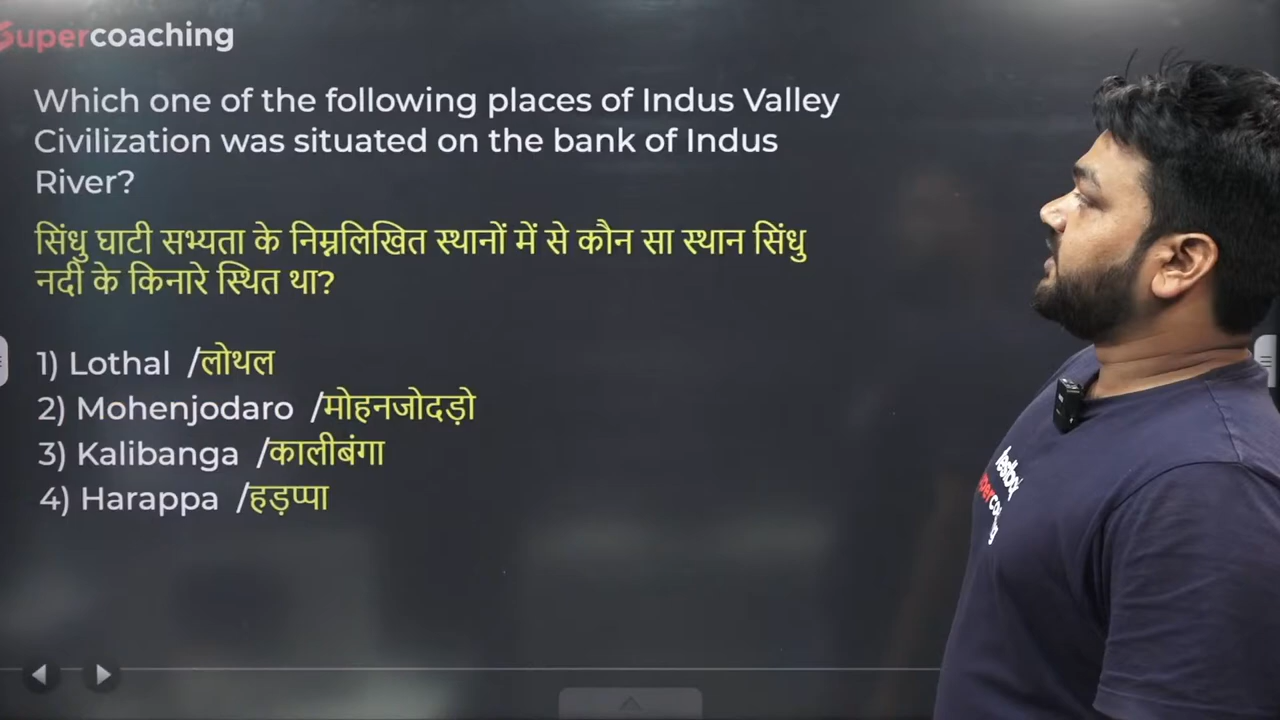 Supercoaching
Which one of the following places of Indus Valley
Civilization was situated on the bank of Indus
River?
सिंधु घाटी सभ्यता के निम्नलिखित स्थानों में से कौन सा स्थान सिंधु
नदी के किनारे स्थित था?
1) Lothal /लोथल
2) Mohenjodaro /मोहनजोदड़ो
3) Kalibanga /कालीबंगा
4) Harappa /हड़प्पा